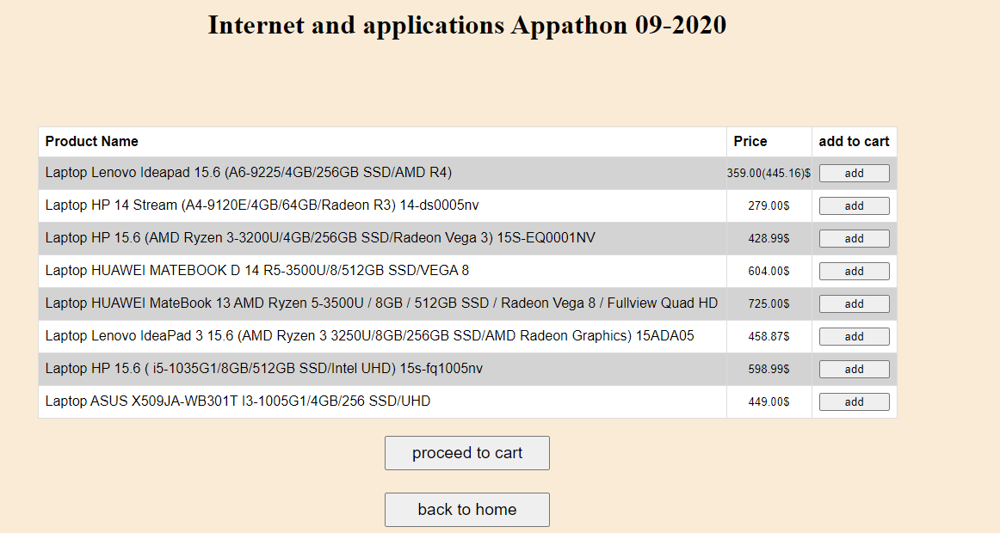 Internet and applications Appathon 09-2020
Product Name Price add to cart
Laptop Lenovo Ideapad 15.6 (A6-9225/4GB/256GB SSD/AMD R4) 359.00(445.16)$ add
Laptop HP 14 Stream (A4-9120E/4GB/64GB/Radeon R3) 14-ds0005nv 279.00$ add
Laptop HP 15.6 (AMD Ryzen 3-3200U/4GB/256GB SSD/Radeon Vega 3) 15S-EQ0001NV 428.99$ add
Laptop HUAWEI MATEBOOK D 14 R5-3500U/8/512GB SSD/VEGA 8 604.00$ add
Laptop HUAWEI MateBook 13 AMD Ryzen 5-3500U / 8GB / 512GB SSD / Radeon Vega 8 / Fullview Quad HD 725.00$ add
Laptop Lenovo IdeaPad 3 15.6 (AMD Ryzen 3 3250U/8GB/256GB SSD/AMD Radeon Graphics) 15ADA05 458.87$ add
Laptop HP 15.6 ( i5-1035G1/8GB/512GB SSD/Intel UHD) 15s-fq1005nv 598.99$ add
Laptop ASUS X509JA-WB301T I3-1005G1/4GB/256 SSD/UHD 449.00$ add
proceed to cart
back to home